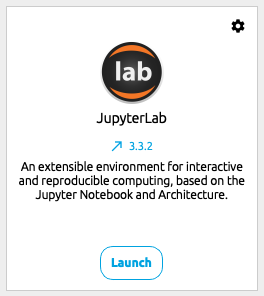 lab
JupyterLab
3.3.2
An extensible environment for interactive
and reproducible computing, based on the
Jupyter Notebook and Architecture.
Launch